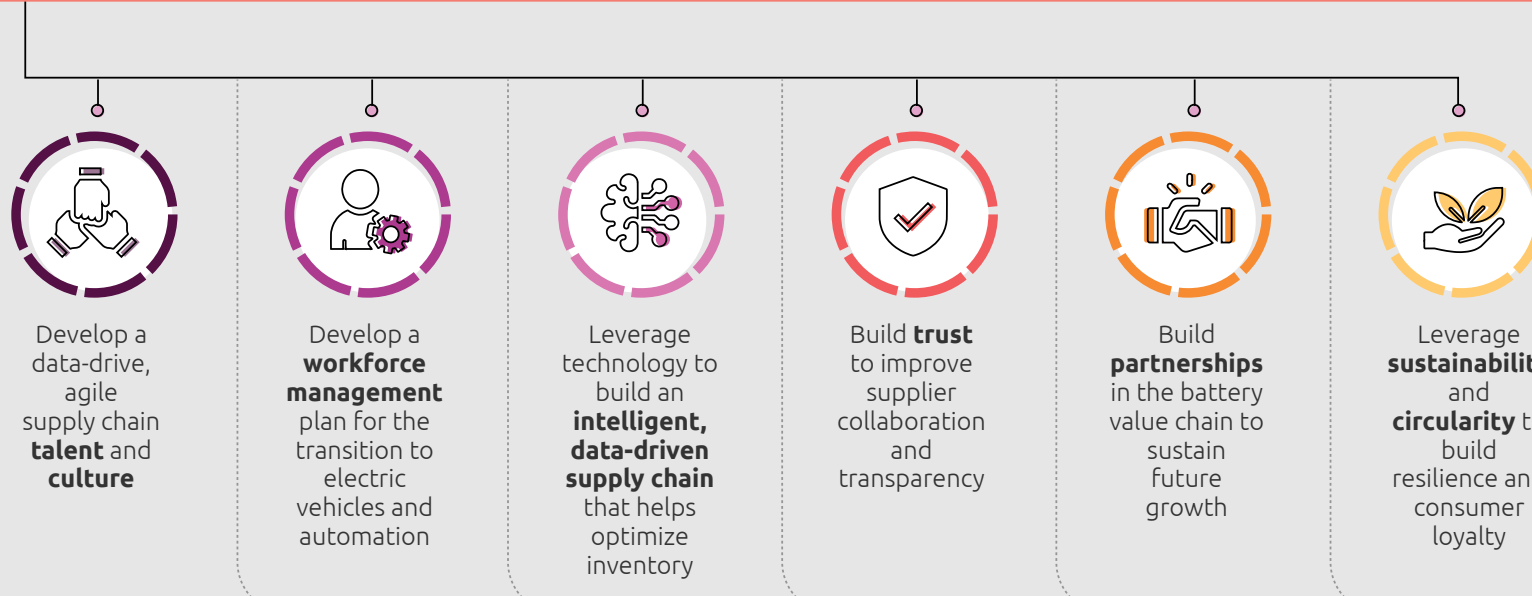 Develop a
data-drive,
agile
supply chain
talent and
culture
Develop a
workforce
management
plan for the
transition to
electric
vehicles and
automation
Leverage
technology to
build an
intelligent,
data-driven
supply chain
that helps
optimize
inventory
Build trust
to improve
supplier
collaboration
and
transparency
Build
partnerships
in the battery
value chain to
sustain
future
growth
Leverage
and
circularity
build
resilience
consumer
loyalty